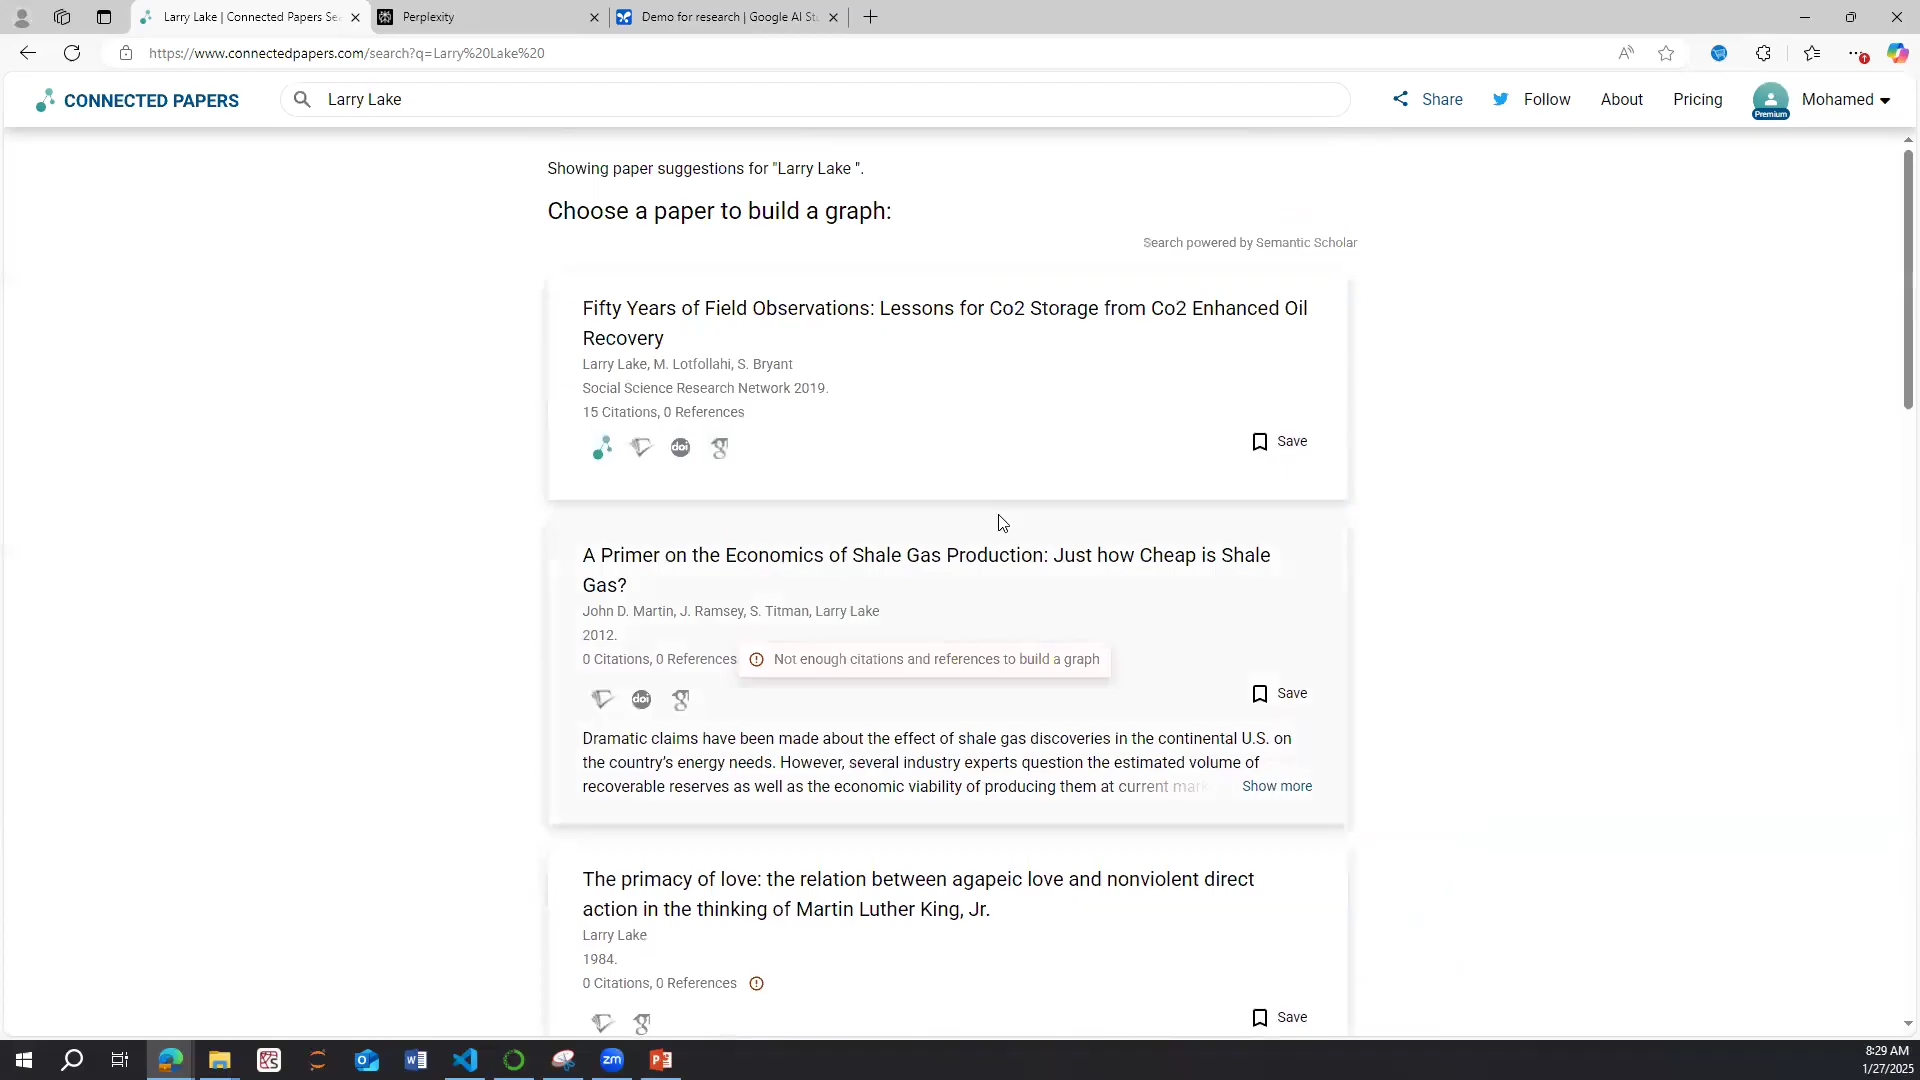 Larry Lake | Connected Papers Se
Perplexity
Demo for research | Google AI St
https://www.connectedpapers.com/search?q=Larry%20Lake%20
CONNECTED PAPERS
Larry Lake
Share
Follow
About
Pricing
Premium
Mohamed
Showing paper suggestions for "Larry Lake ".
Choose a paper to build a graph:
Search powered by Semantic Scholar
Fifty Years of Field Observations: Lessons for Co2 Storage from Co2 Enhanced Oil
Recovery
Larry Lake, M. Lotfollahi, S. Bryant
Social Science Research Network 2019.
15 Citations, 0 References
doi
Save
A Primer on the Economics of Shale Gas Production: Just how Cheap is Shale
Gas?
John D. Martin, J. Ramsey, S. Titman, Larry Lake
2012.
0 Citations, 0 References
Not enough citations and references to build a graph
doi
Save
Dramatic claims have been made about the effect of shale gas discoveries in the continental U.S. on
the country's energy needs. However, several industry experts question the estimated volume of
recoverable reserves as well as the economic viability of producing them at current mark
Show more
The primacy of love: the relation between agapeic love and nonviolent direct
action in the thinking of Martin Luther King, Jr.
Larry Lake
1984.
0 Citations, 0 References
Save
zm
8:29 AM
1/27/2025